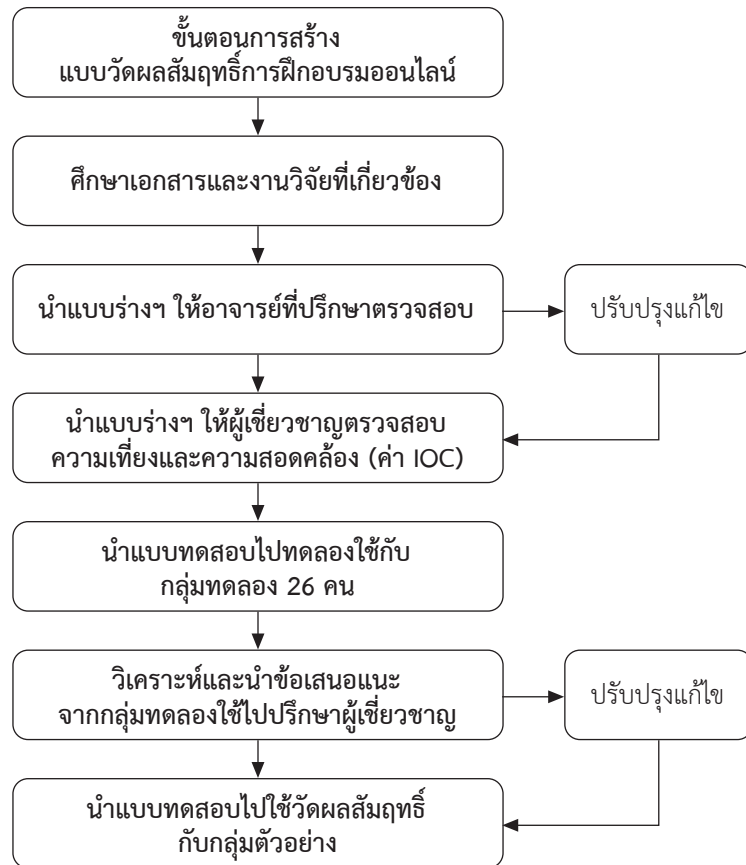 ขั้นตอนการสร้าง
แบบวัดผลสัมฤทธิ์การฝึกอบรมออนไลน์
ศึกษาเอกสารและงานวิจัยที่เกี่ยวข้อง
นำแบบร่างฯ ให้อาจารย์ที่ปรึกษาตรวจสอบ
ปรับปรุงแก้ไข
นำแบบร่างฯ ให้ผู้เชี่ยวชาญตรวจสอบ
ความเที่ยงและความสอดคล้อง (ค่า IOC)
นำแบบทดสอบไปทดลองใช้กับ
กลุ่มทดลอง 26 คน
วิเคราะห์และนำข้อเสนอแนะ
จากกลุ่มทดลองใช้ไปปรึกษาผู้เชี่ยวชาญ
ปรับปรุงแก้ไข
นำแบบทดสอบไปใช้วัดผลสัมฤทธิ์
กับกลุ่มตัวอย่าง